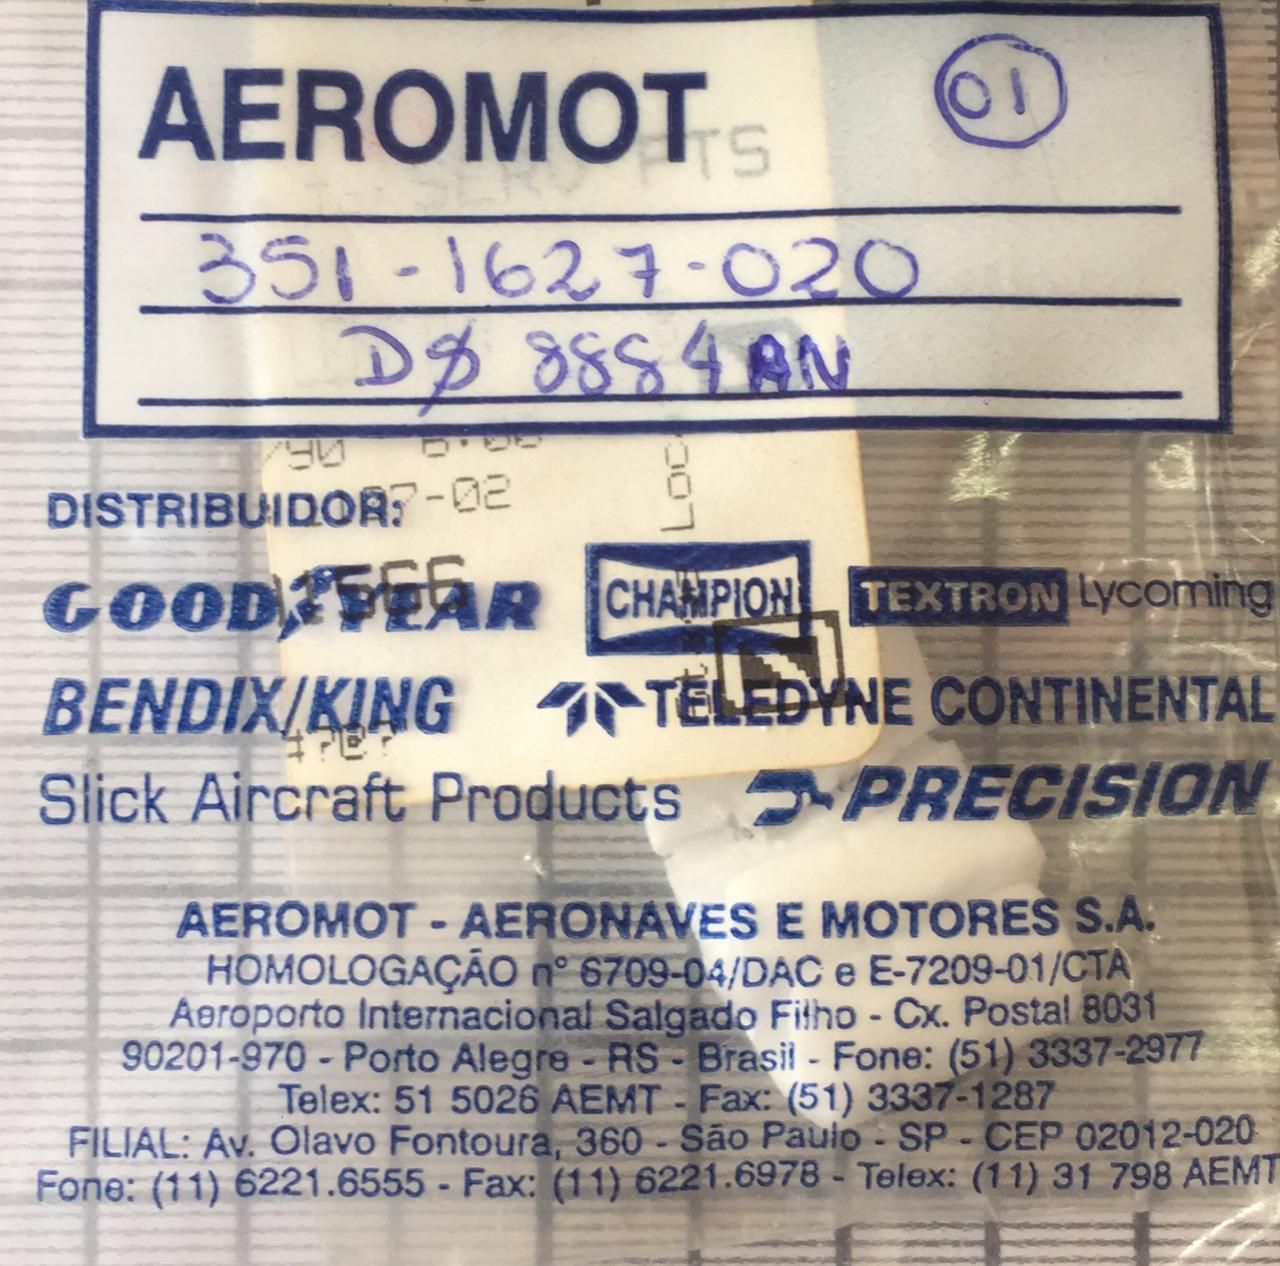 AEROMOT
01
PTS
351-1627-020
DØ 8884AN
DISTRIBUIDOR:
GOODYEAR CHAMPION TEXTRON Lycoming
BENDIX/KING TELEDYNE CONTINENTAL
Slick Aircraft Products PRECISION
AEROMOT - AERONAVES E MOTORES S.A.
HOMOLOGAÇÃO n° 6709-04/DAC e E-7209-01/CTA
Aeroporto Internacional Salgado Filho - Cx. Postal 8031
90201-970 - Porto Alegre - RS - Brasil - Fone: (51) 3337-2977
Telex: 51 5026 AEMT - Fax: (51) 3337-1287
FILIAL: Av. Olavo Fontoura, 360 - São Paulo - SP - CEP 02012-020
Fone: (11) 6221.6555 - Fax: (11) 6221.6978 - Telex: (11) 31 798 AEMT